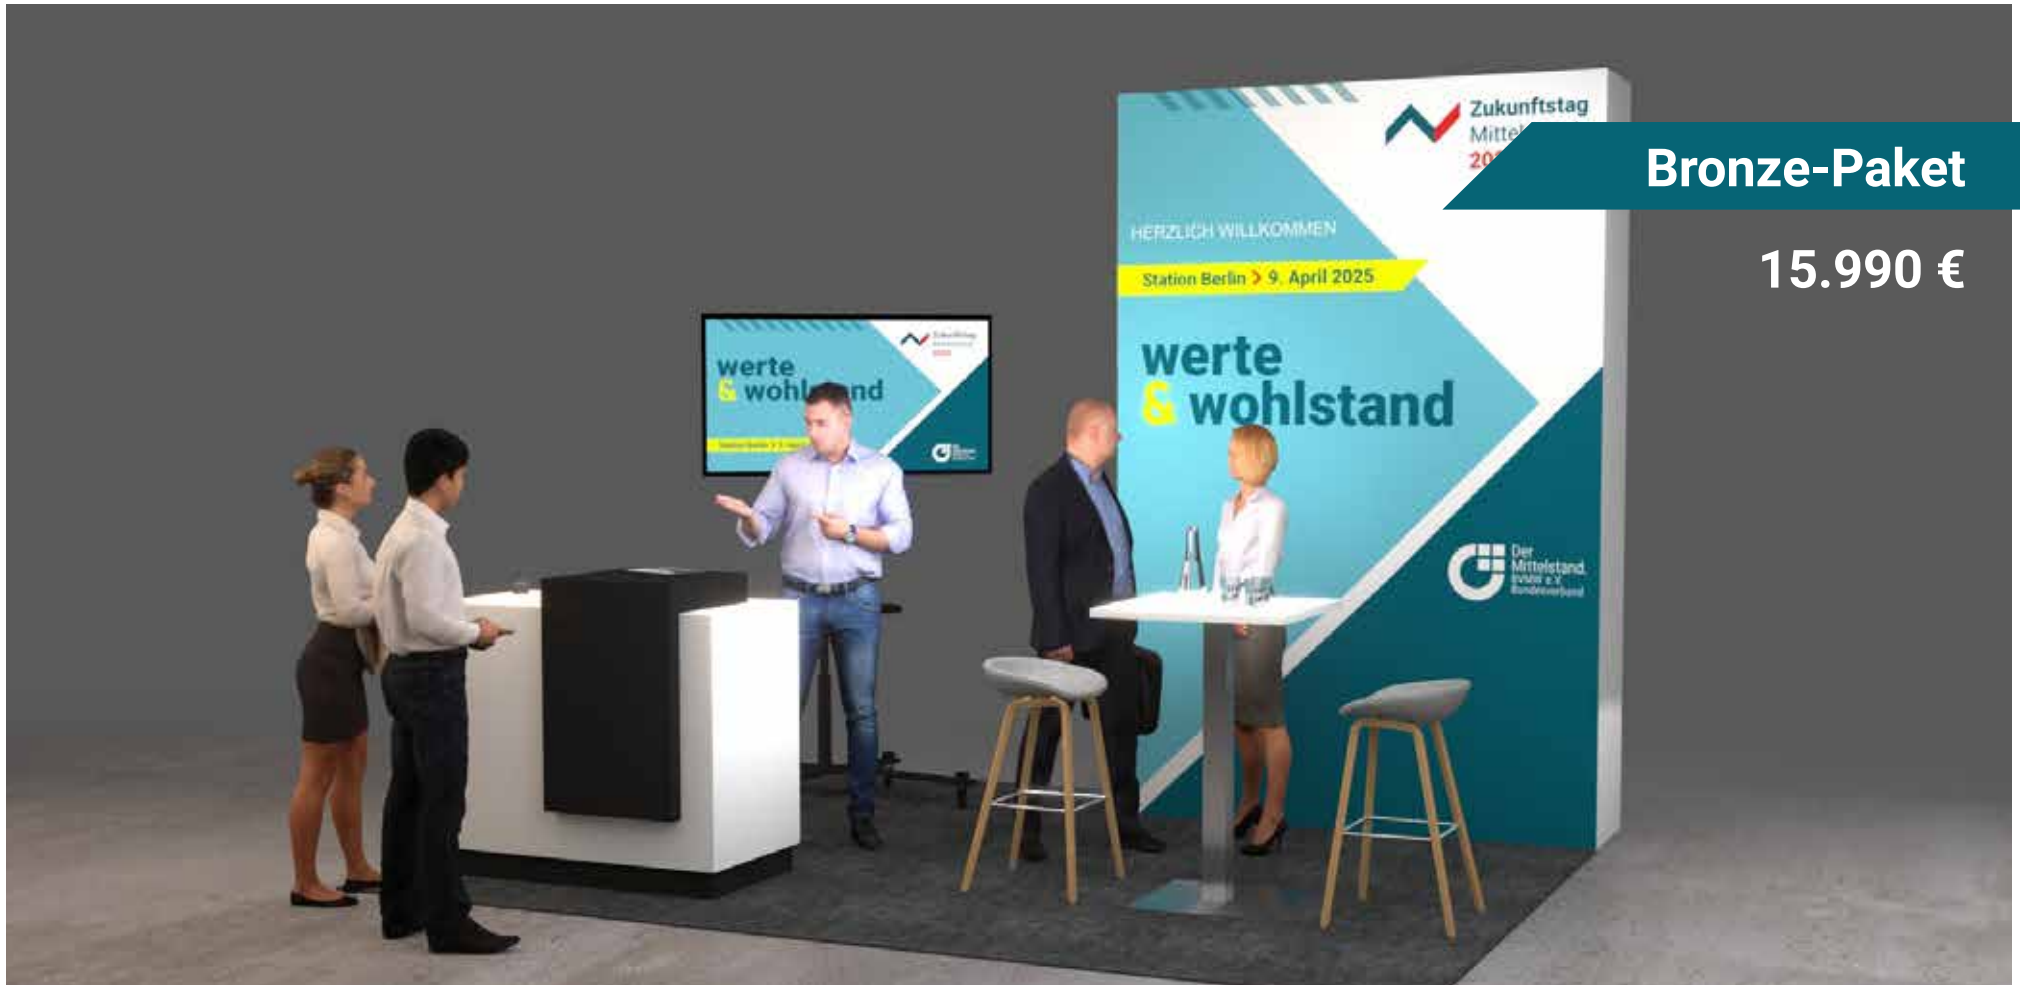 Zukunftstag
Bronze-Paket
15.990 €
HERZLICH WILLKOMMEN
Station Berlin > 9. April 2025
werte
& wohlstand
Der
Mittelstand.
BVMW e.V.
Bundesverband
werte
&